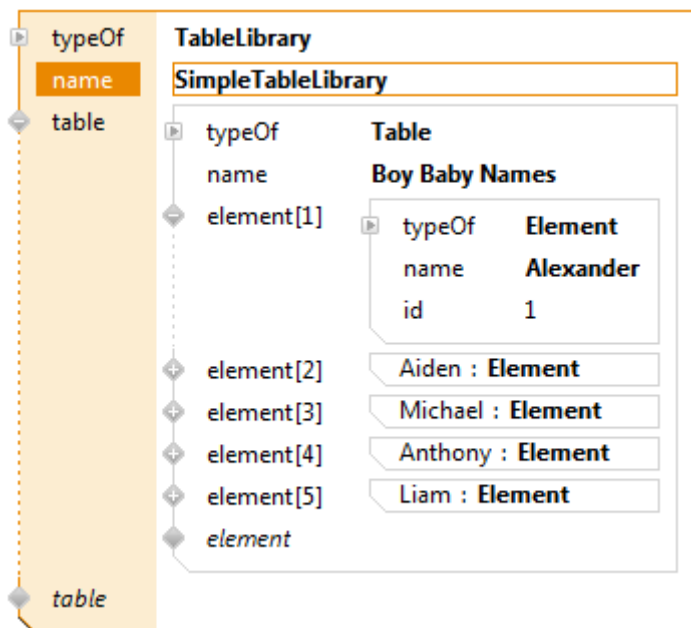 typeOf TableLibrary
name SimpleTableLibrary
table
typeOf Table
name Boy Baby Names
element[1]
typeOf Element
name Alexander
id 1
element[2] Aiden : Element
element[3] Michael : Element
element[4] Anthony : Element
element[5] Liam : Element
element
table